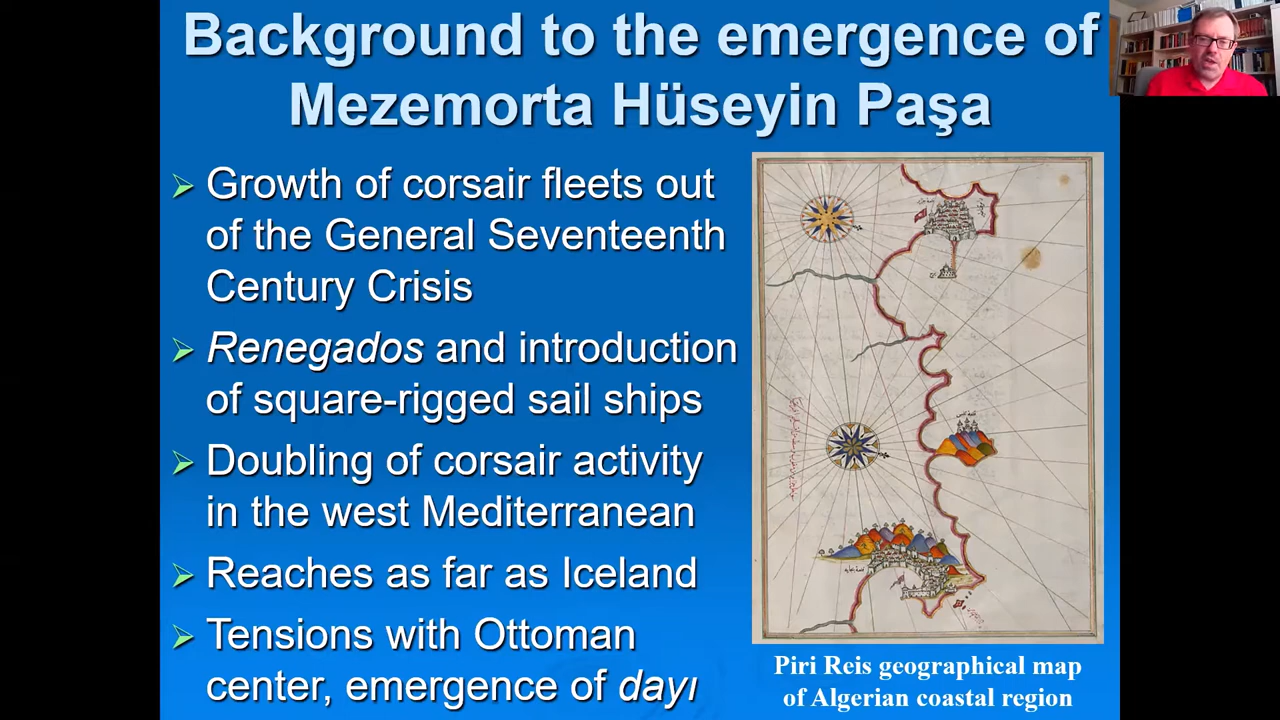 Background to the emergence of
Mezemorta Hüseyin Paşa
Growth of corsair fleets out
of the General Seventeenth
Century Crisis
Renegados and introduction
of square-rigged sail ships
Doubling of corsair activity
in the west Mediterranean
Reaches as far as Iceland
Tensions with Ottoman
center, emergence of dayı
Piri Reis geographical map
of Algerian coastal region